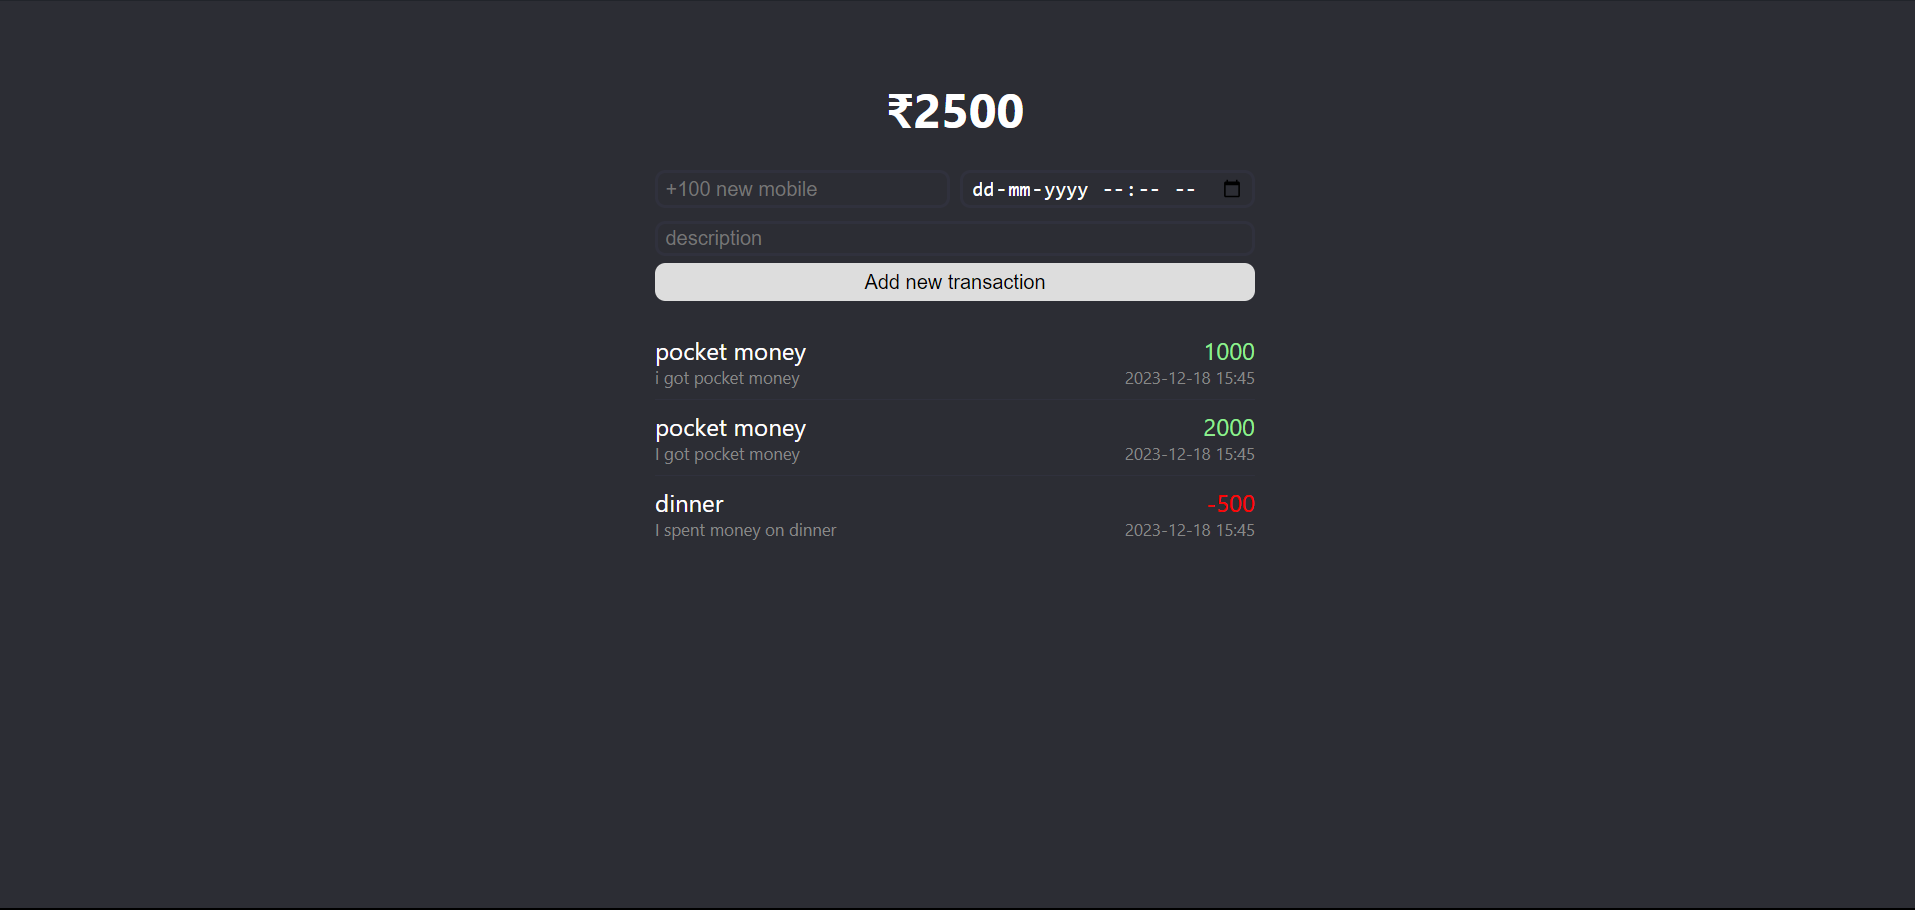 ₹2500
+100 new mobile
dd-mm-yyyy --:-- --
description
Add new transaction
pocket money 1000
i got pocket money 2023-12-18 15:45
pocket money 2000
I got pocket money 2023-12-18 15:45
dinner -500
I spent money on dinner 2023-12-18 15:45